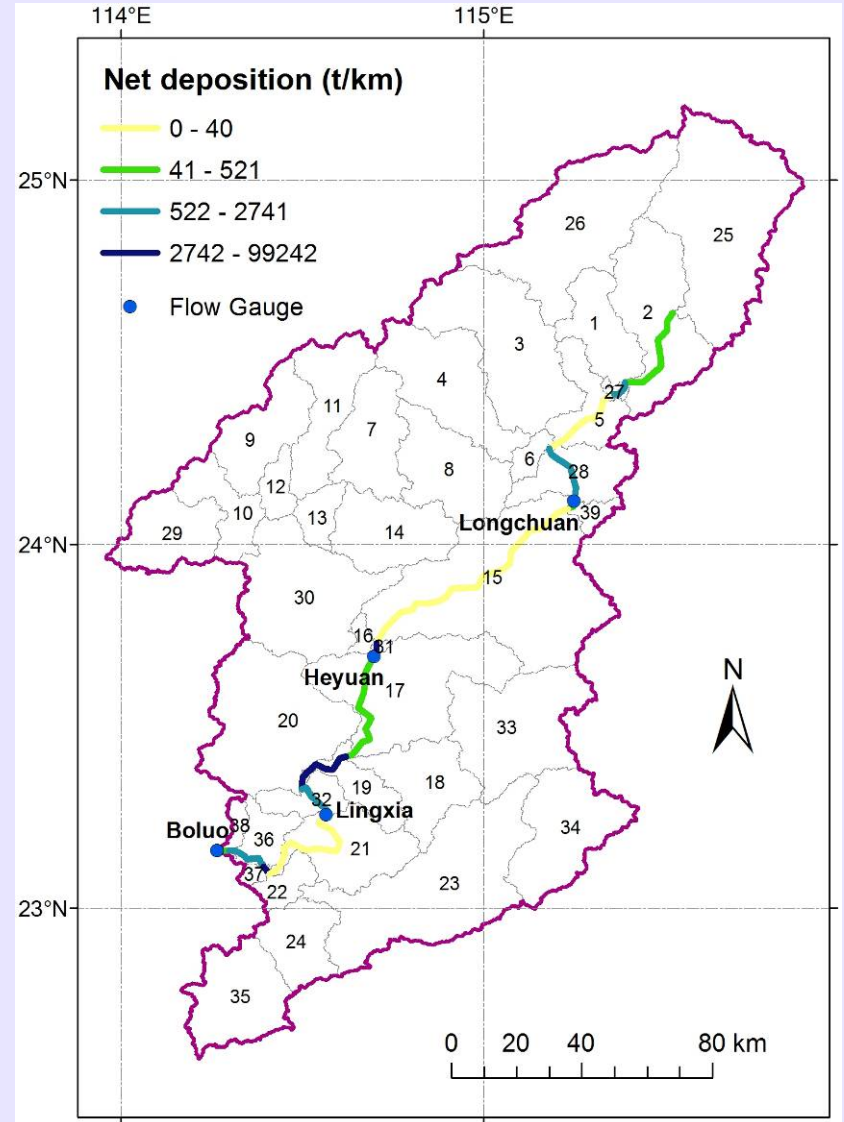 114°E 115°E
Net deposition (t/km)
0 - 40
41 - 521
522 - 2741
2742 - 99242
Flow Gauge
25°N
26
25
2
1
3
4
27
11
5
7
9
6
8
28
12
10
39
13
Longchuan
29
14
24°N
15
30
16
31
Heyuan
17
N
20
33
18
19
32
Lingxia
34
Boluo
38
36
21
37
23
22
23°N
24
35
0 20 40 80 km